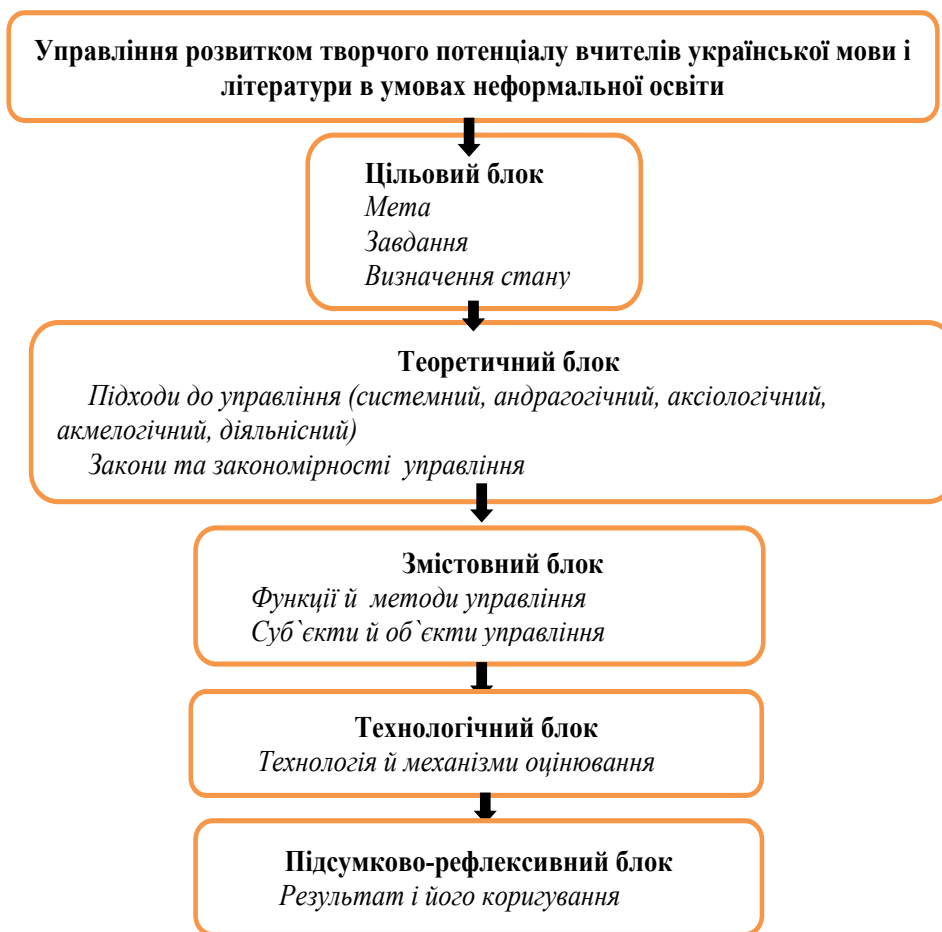 Управління розвитком творчого потенціалу вчителів української мови і
літератури в умовах неформальної освіти
Цільовий блок
Мета
Завдання
Визначення стану
Теоретичний блок
Підходи до управління (системний, андрагогічний, аксіологічний,
акмелогічний, діяльнісний)
Закони та закономірності управління
Змістовний блок
Функції й методи управління
Суб`єкти й об`єкти управління
Технологічний блок
Технологія й механізми оцінювання
Підсумково-рефлексивний блок
Результат і його коригування